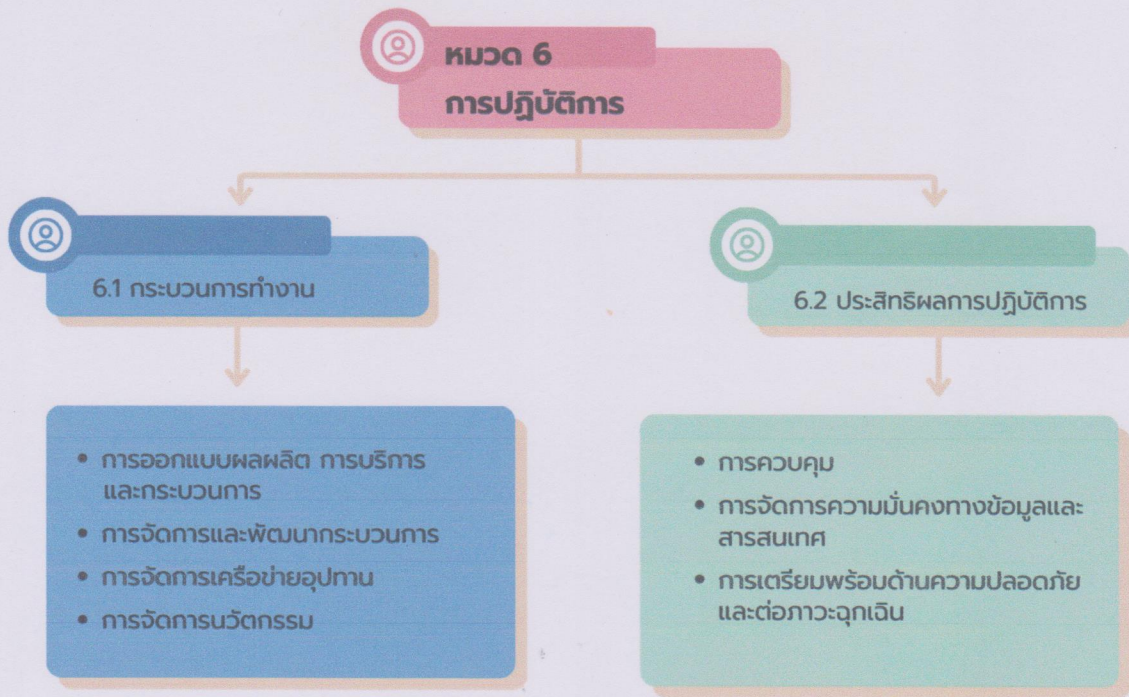 หมวด 6
การปฏิบัติการ
6.1 กระบวนการทำงาน
6.2 ประสิทธิผลการปฏิบัติการ
• การออกแบบผลผลิต การบริการ
และกระบวนการ
• การจัดการและพัฒนากระบวนการ
• การจัดการเครือข่ายอุปทาน
• การจัดการนวัตกรรม
• การควบคุม
• การจัดการความมั่นคงทางข้อมูลและ
สารสนเทศ
• การเตรียมพร้อมด้านความปลอดภัย
และต่อภาวะฉุกเฉิน